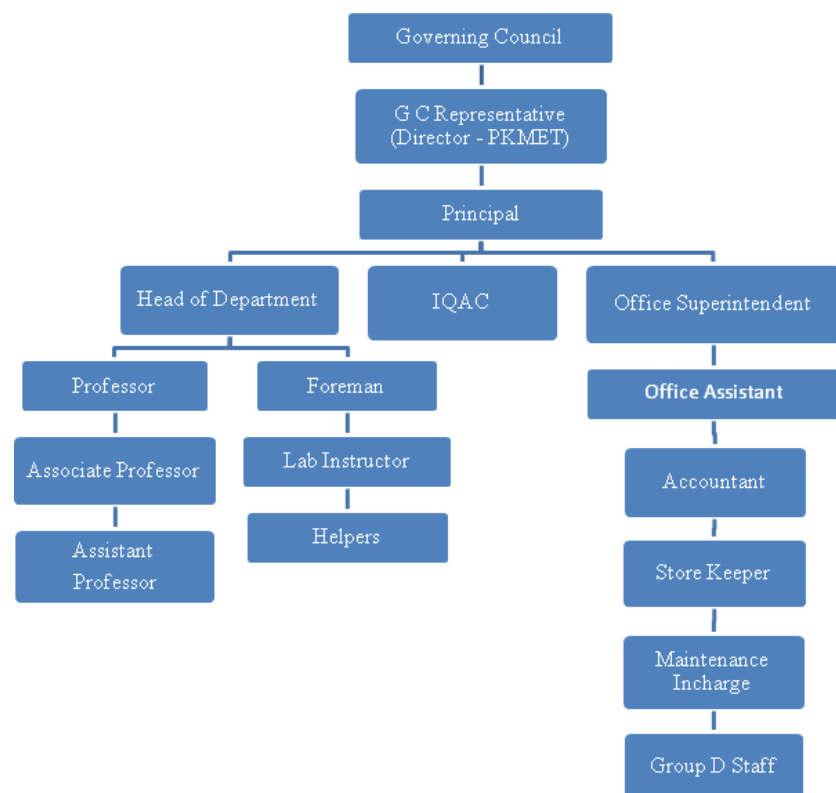 Governing Council
G C Representative
(Director - PKMET)
Principal
Head of Department
IQAC
Office Superintendent
Professor
Foreman
Office Assistant
Associate Professor
Lab Instructor
Accountant
Assistant
Professor
Helpers
Store Keeper
Maintenance
Incharge
Group D Staff